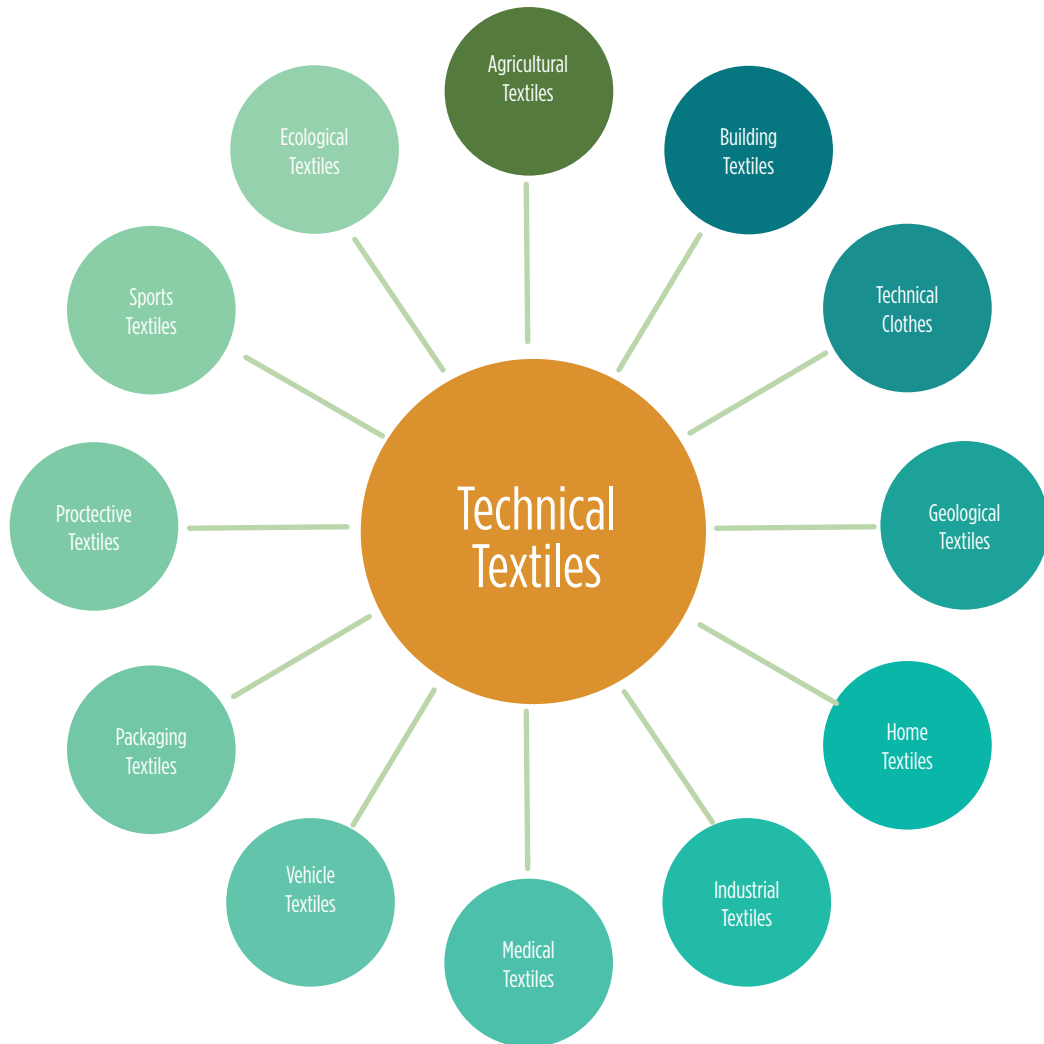 Agricultural
Textiles
Building
Textiles
Technical
Clothes
Geological
Textiles
Home
Textiles
Industrial
Textiles
Medical
Textiles
Vehicle
Textiles
Packaging
Textiles
Proctective
Textiles
Sports
Textiles
Ecological
Textiles
Technical
Textiles